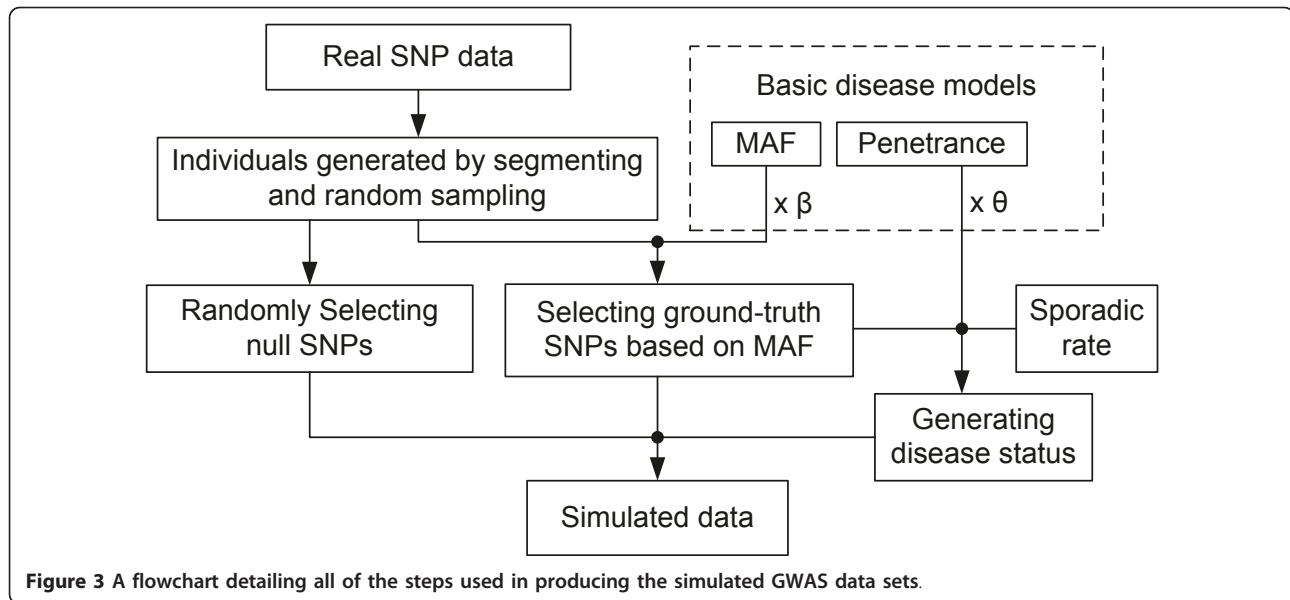 Real SNP data
Basic disease models
MAF
Penetrance
Individuals generated by segmenting
and random sampling
x β
x θ
Randomly Selecting
null SNPs
Selecting ground-truth
SNPs based on MAF
Sporadic
rate
Generating
disease status
Simulated data
Figure 3 A flowchart detailing all of the steps used in producing the simulated GWAS data sets.